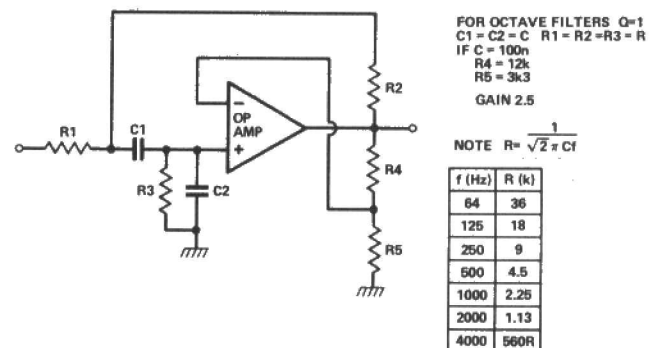 FOR OCTAVE FILTERS Q=1
C1 = C2 = C R1 = R2 =R3 = R
IF C = 100n
R4 = 12k
R5 = 3k3
GAIN 2.5
NOTE R= 1
√2 π Cf
R1
C1
R3
C2
OP
AMP
−
+
R2
R4
R5
f (Hz) R (k)
64 36
125 18
250 9
500 4.5
1000 2.25
2000 1.13
4000 560R